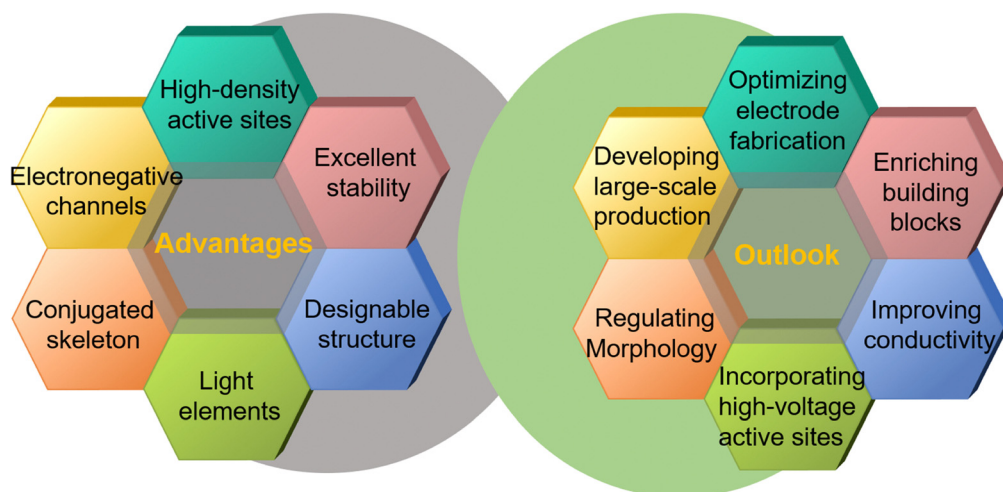 High-density
active sites
Electronegative
channels
Excellent
stability
Advantages
Conjugated
skeleton
Designable
structure
Light
elements
Optimizing
electrode
fabrication
Developing
large-scale
production
Enriching
building
blocks
Outlook
Regulating
Morphology
Improving
conductivity
Incorporating
high-voltage
active sites